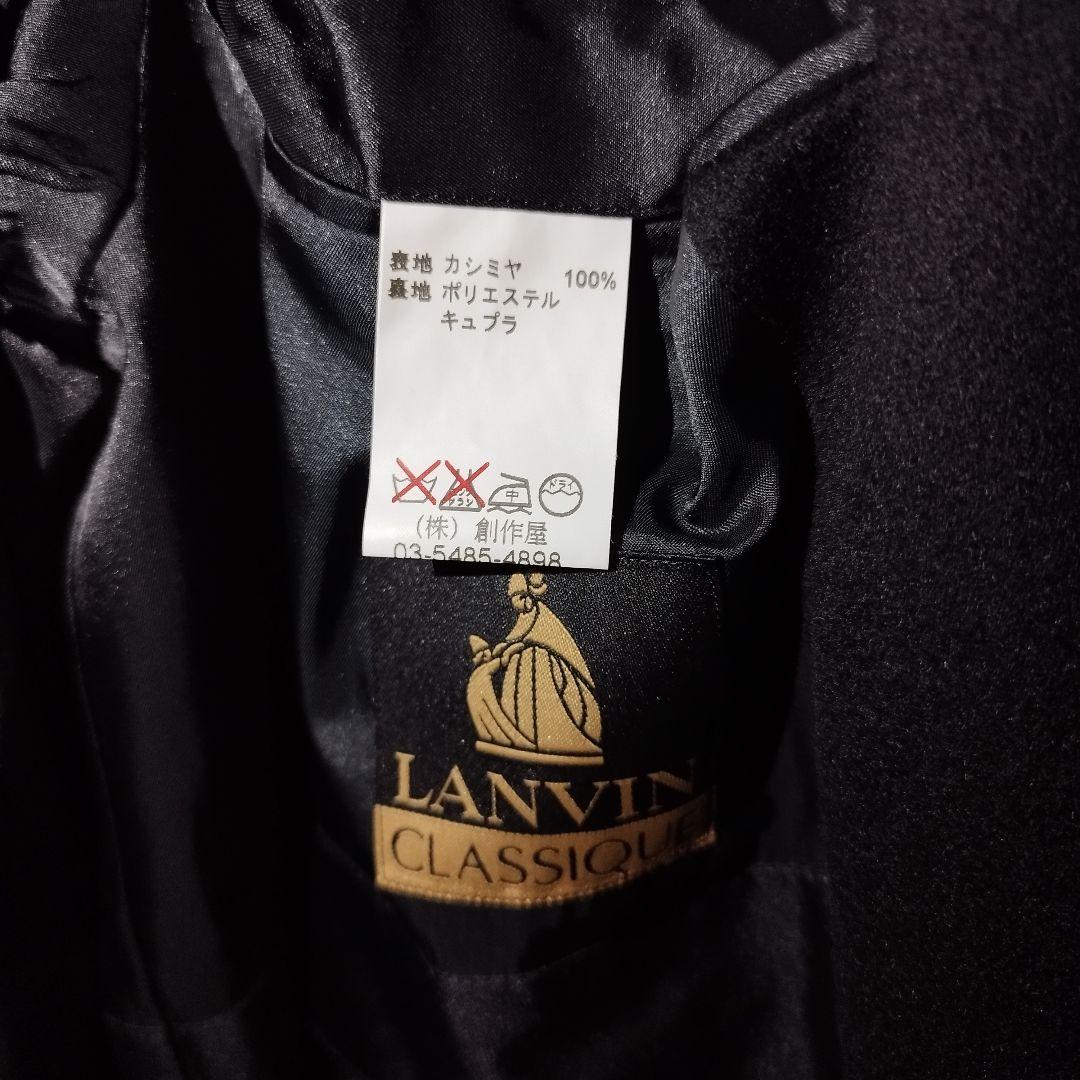 表地 カシミヤ 100%
裏地 ポリエステル
キュプラ
中 ドライ
(株) 創作屋
03-5485-4898
LANVIN
CLASSIQUE